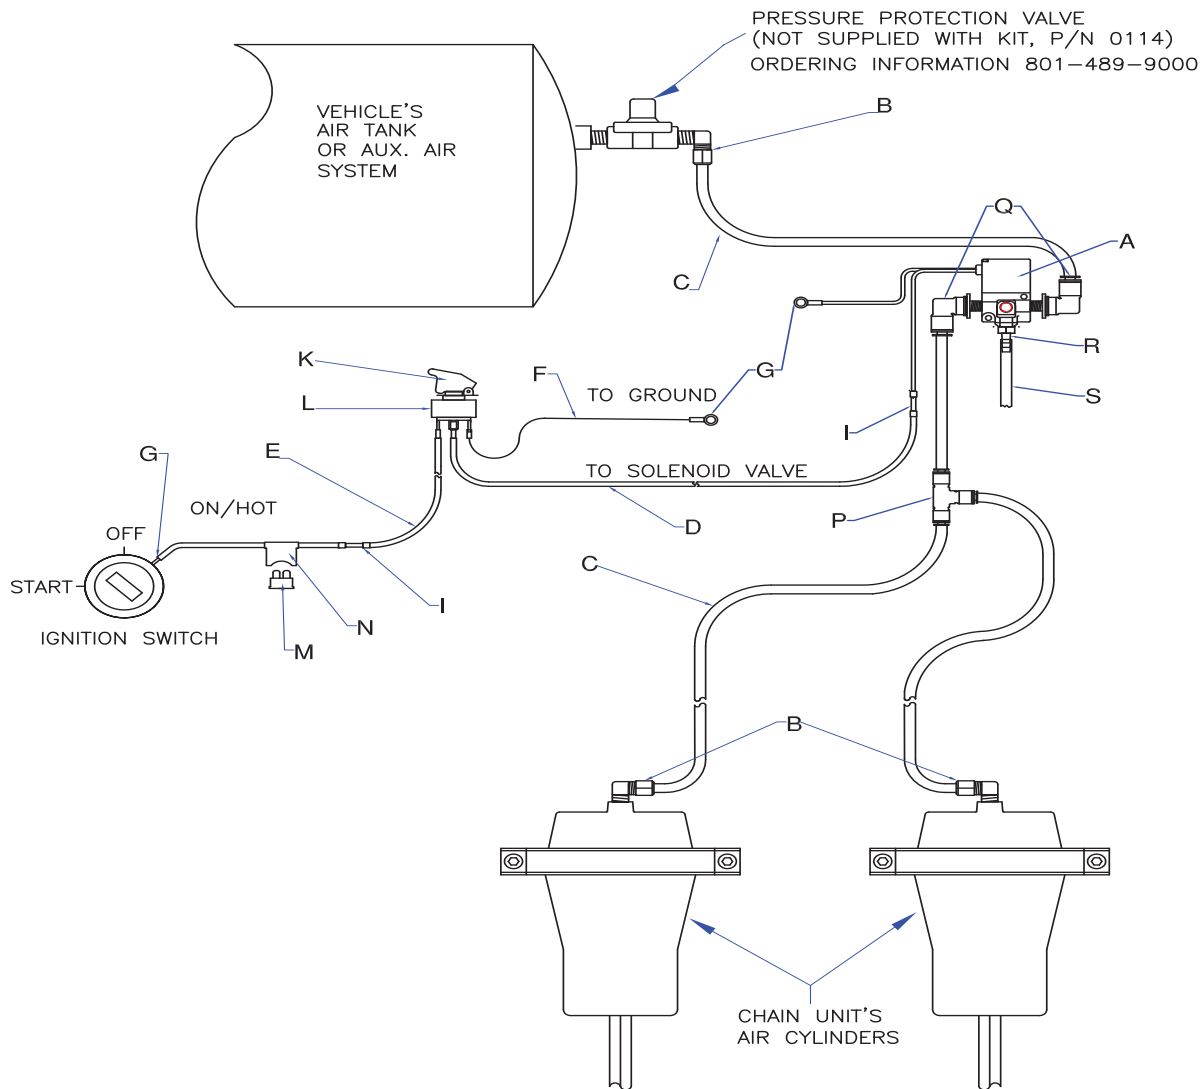 PRESSURE PROTECTION VALVE
(NOT SUPPLIED WITH KIT, P/N 0114)
ORDERING INFORMATION 801-489-9000
VEHICLE'S
AIR TANK
OR AUX. AIR
SYSTEM
B
Q
A
C
R
S
K
F
G
TO GROUND
L
I
G
E
TO SOLENOID VALVE
ON/HOT
D
P
OFF
START
C
N
I
IGNITION SWITCH
M
B
CHAIN UNIT'S
AIR CYLINDERS